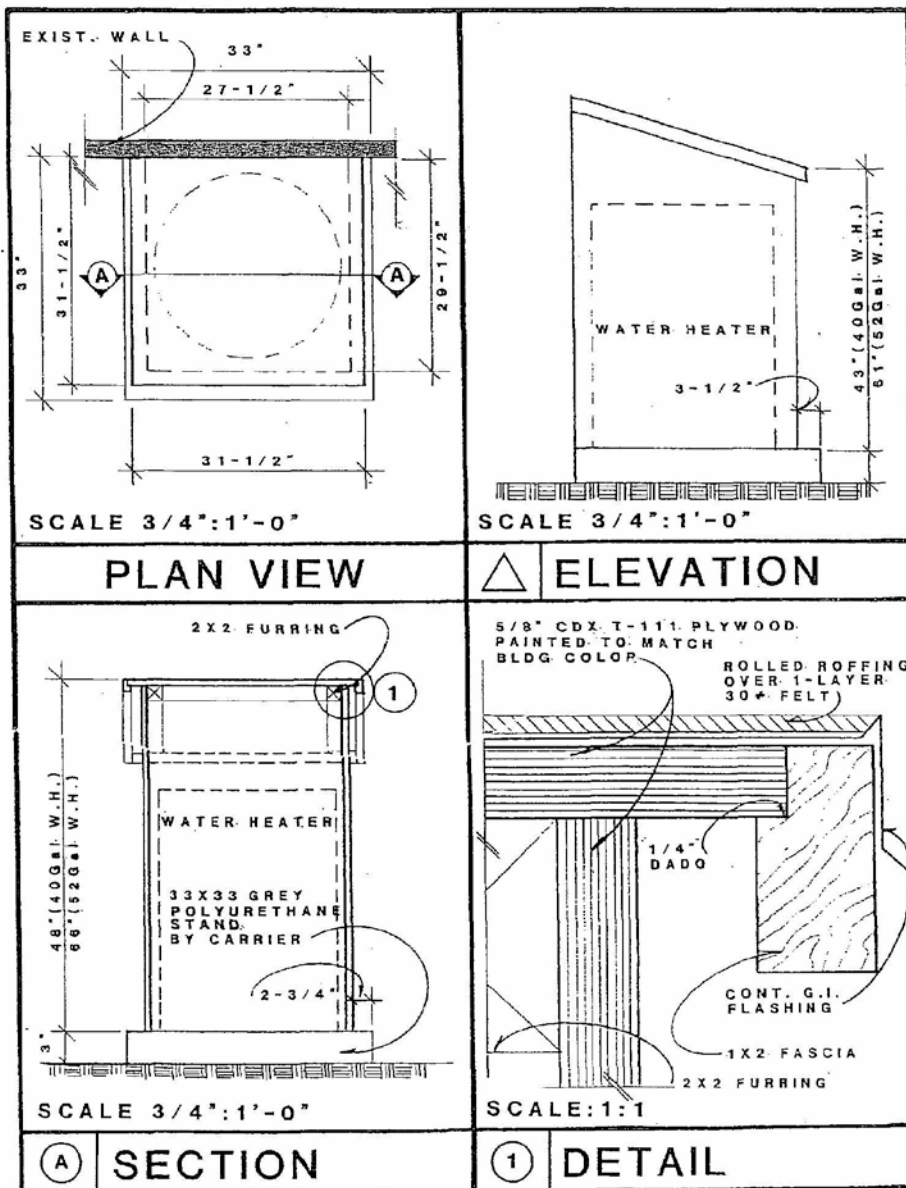 EXIST. WALL
33"
27-1/2"
33"
31-1/2"
A
A
29-1/2"
31-1/2"
SCALE 3/4":1'-0"
PLAN VIEW
WATER HEATER
3-1/2"
43"(40Gal W.H.)
61"(52Gal W.H.)
SCALE 3/4":1'-0"
ELEVATION
2X2 FURRING
1
WATER HEATER
48"(40Gal W.H.)
66"(52Gal W.H.)
33X33 GREY
POLYURETHANE
STAND
BY CARRIER
2-3/4"
3"
SCALE 3/4":1'-0"
A
SECTION
5/8" CDX T-111 PLYWOOD
PAINTED TO MATCH
BLDG COLOR
ROLLED ROFFING
OVER 1-LAYER
30# FELT
1/4"
DADO
CONT. G.I.
FLASHING
1X2 FASCIA
2X2 FURRING
SCALE:1:1
1
DETAIL